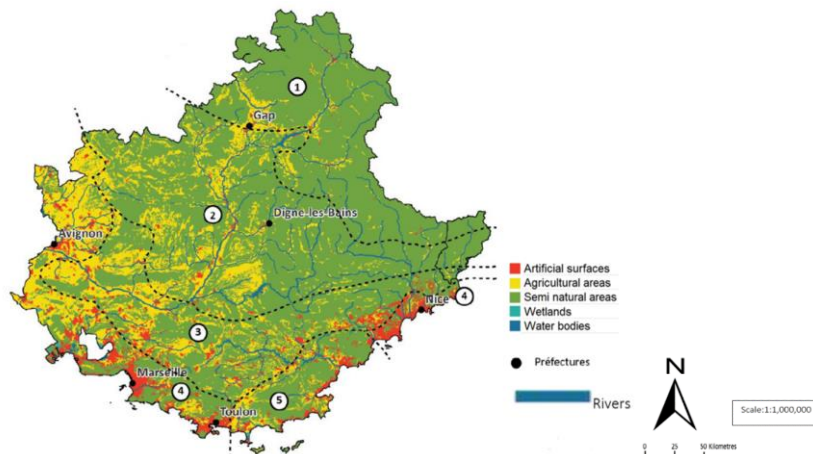 1
Gap
2
Digne-les-Bains
Avignon
Nice
4
3
Marseille
4
5
Toulon
Artificial surfaces
Agricultural areas
Semi natural areas
Wetlands
Water bodies
Préfectures
Rivers
N
Scale:1:1,000,000
0 25 50 Kilometres